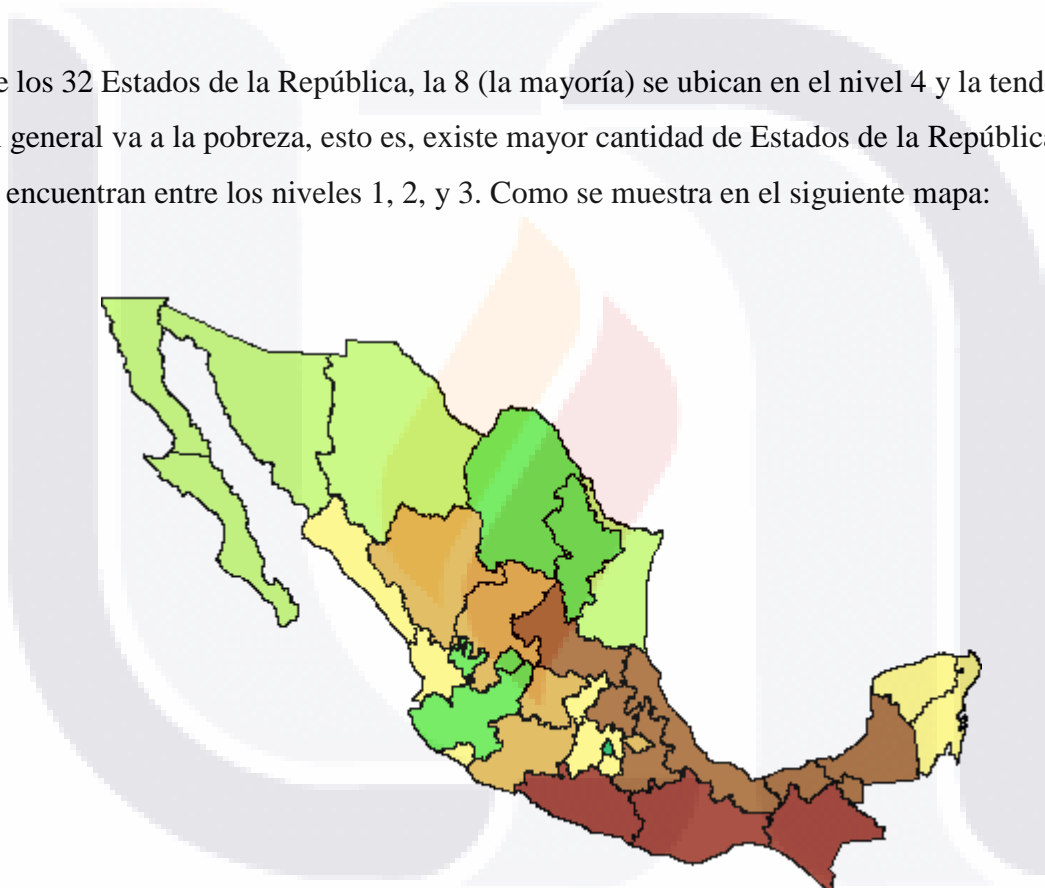 e los 32 Estados de la República, la 8 (la mayoría) se ubican en el nivel 4 y la tend
general va a la pobreza, esto es, existe mayor cantidad de Estados de la República
encuentran entre los niveles 1, 2, y 3. Como se muestra en el siguiente mapa: